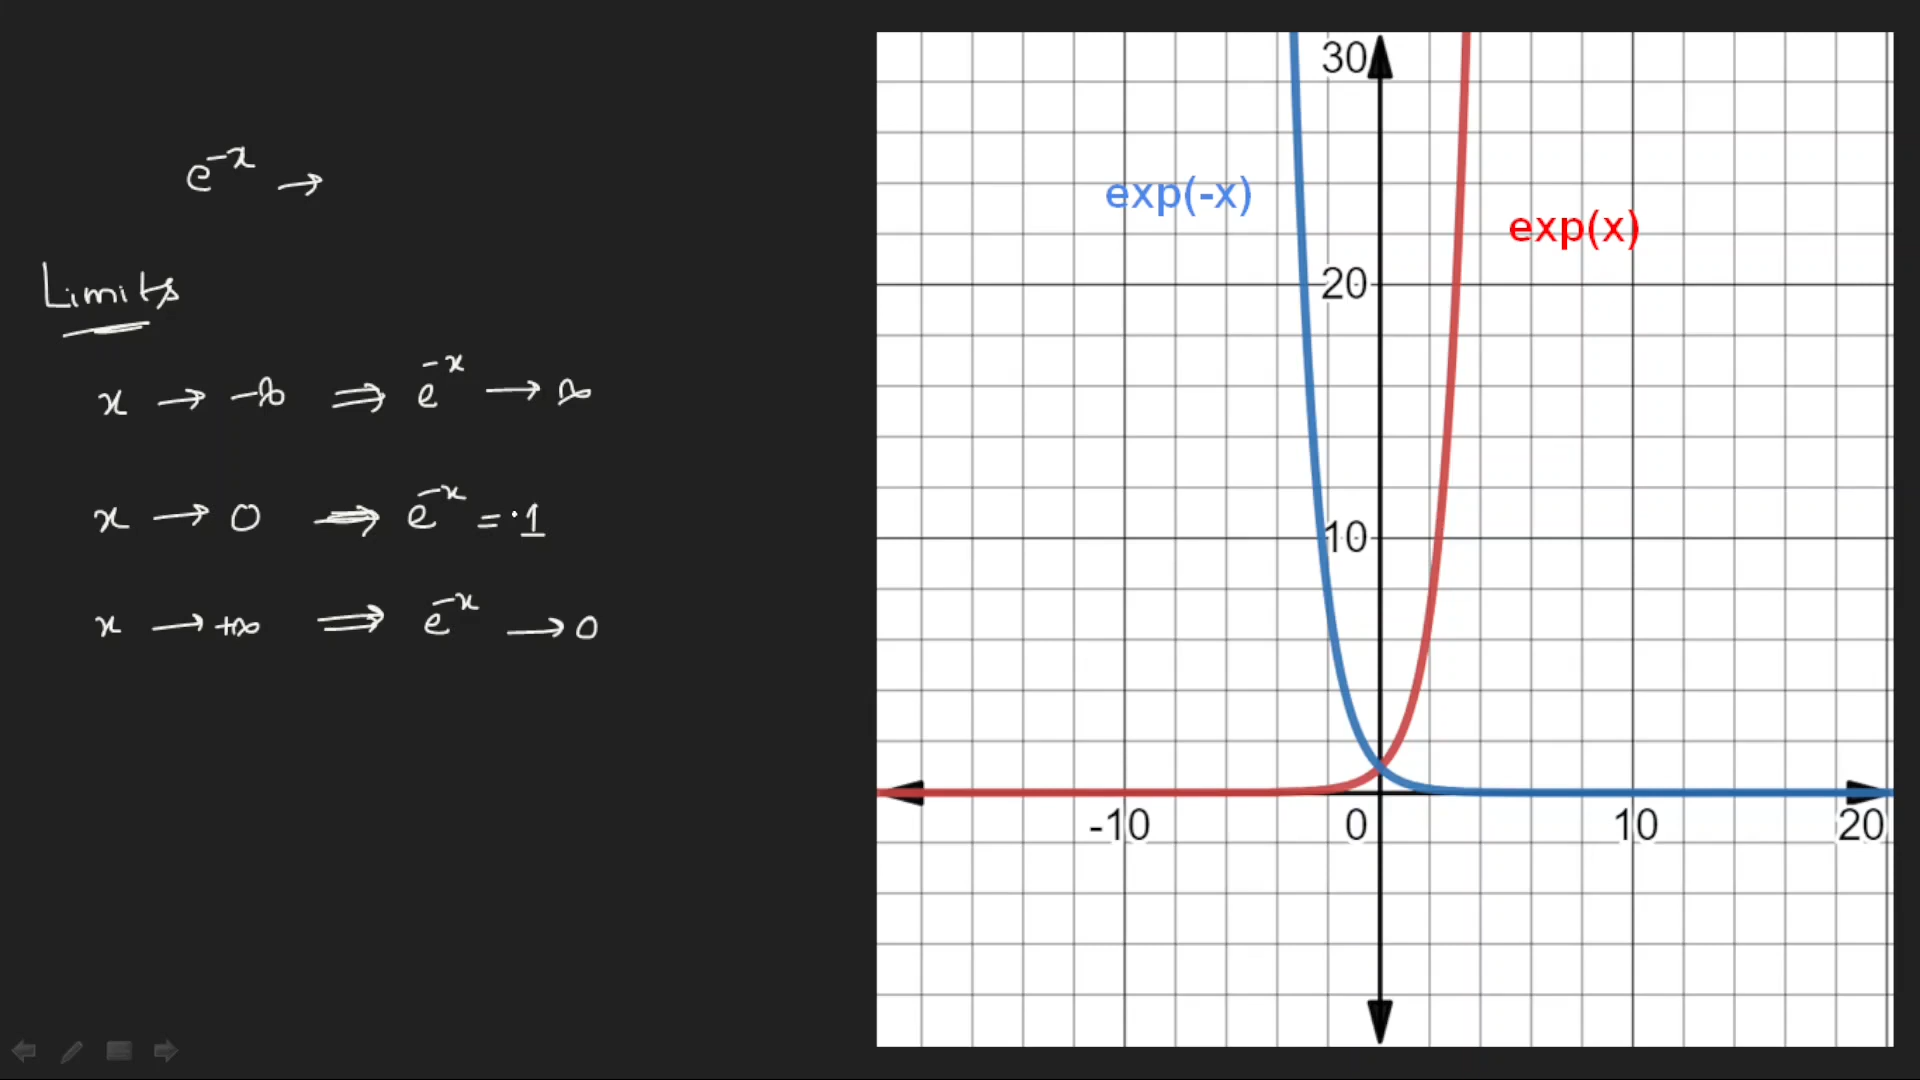 e^{-x} →
Limits
x → -∞ ⇒ e^{-x} → ∞
x → 0 ⇒ e^{-x} = 1
x → +∞ ⇒ e^{-x} → 0
30
exp(-x)
exp(x)
20
10
-10 0 10 20